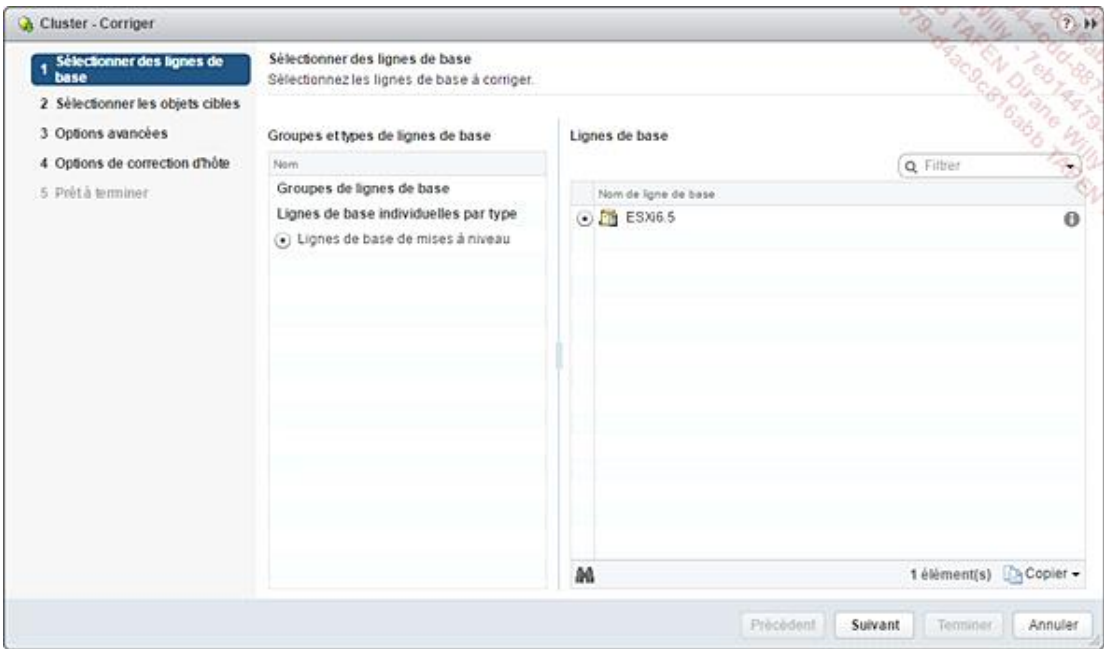 Cluster - Corriger
1 Sélectionner des lignes de base
2 Sélectionner les objets cibles
3 Options avancées
4 Options de correction d'hôte
5 Prêt à terminer
Sélectionner des lignes de base
Sélectionnez les lignes de base à corriger.
Groupes et types de lignes de base
Nom
Groupes de lignes de base
Lignes de base individuelles par type
Lignes de base de mises à niveau
Lignes de base
Filtrer
Nom de ligne de base
ESXi6.5
1 élément(s)
Copier
Précédent
Suivant
Terminer
Annuler